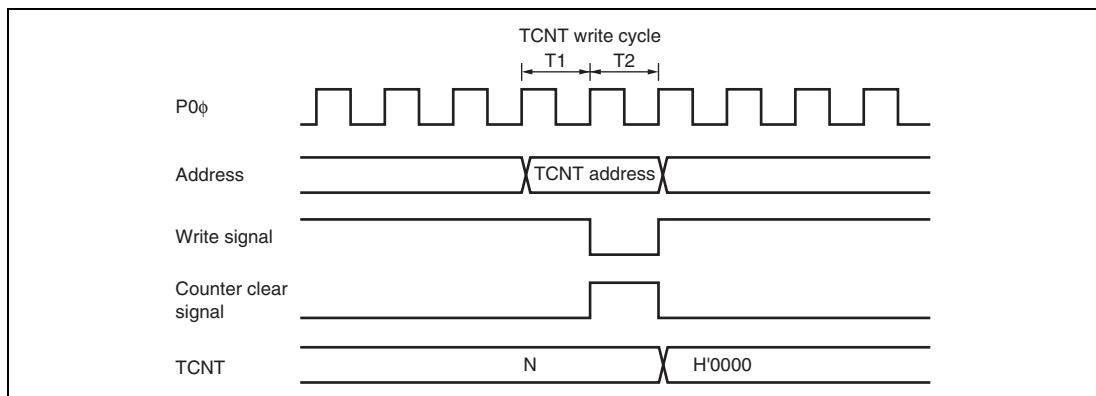 TCNT write cycle
T1 T2
P0ϕ
Address
TCNT address
Write signal
Counter clear
signal
TCNT
N
H'0000